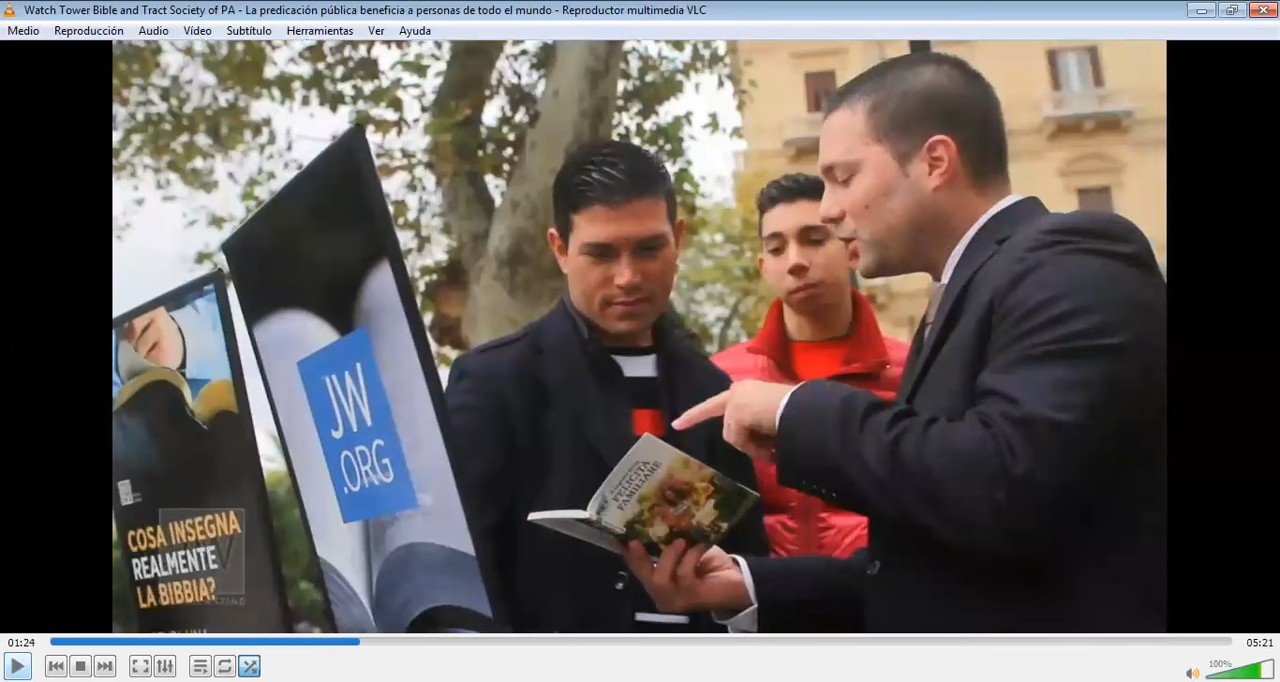 Watch Tower Bible and Tract Society of PA - La predicación pública beneficia a personas de todo el mundo - Reproductor multimedia VLC
Medio Reproducción Audio Vídeo Subtítulo Herramientas Ver Ayuda
JW
.ORG
FELICITÀ
FAMILIARE
COSA INSEGNA
REALMENTE
LA BIBBIA?
01:24
05:21
100%